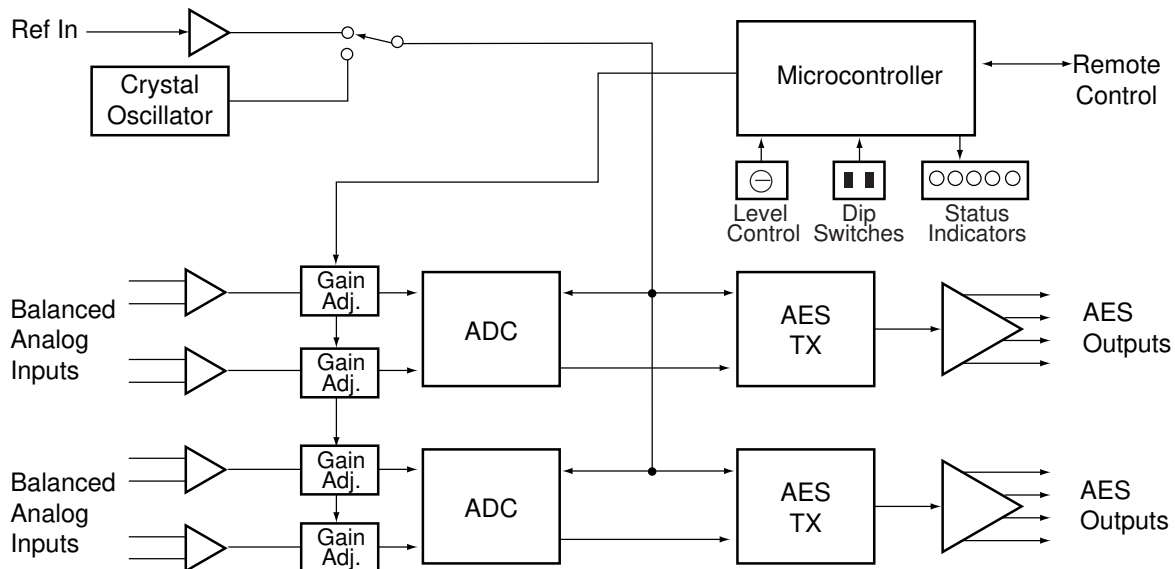 Ref In
Crystal
Oscillator
Microcontroller
Remote
Control
Level
Control
Dip
Switches
Status
Indicators
Balanced
Analog
Inputs
Gain
Adj.
Gain
Adj.
ADC
AES
TX
AES
Outputs
Balanced
Analog
Inputs
Gain
Adj.
Gain
Adj.
ADC
AES
TX
AES
Outputs